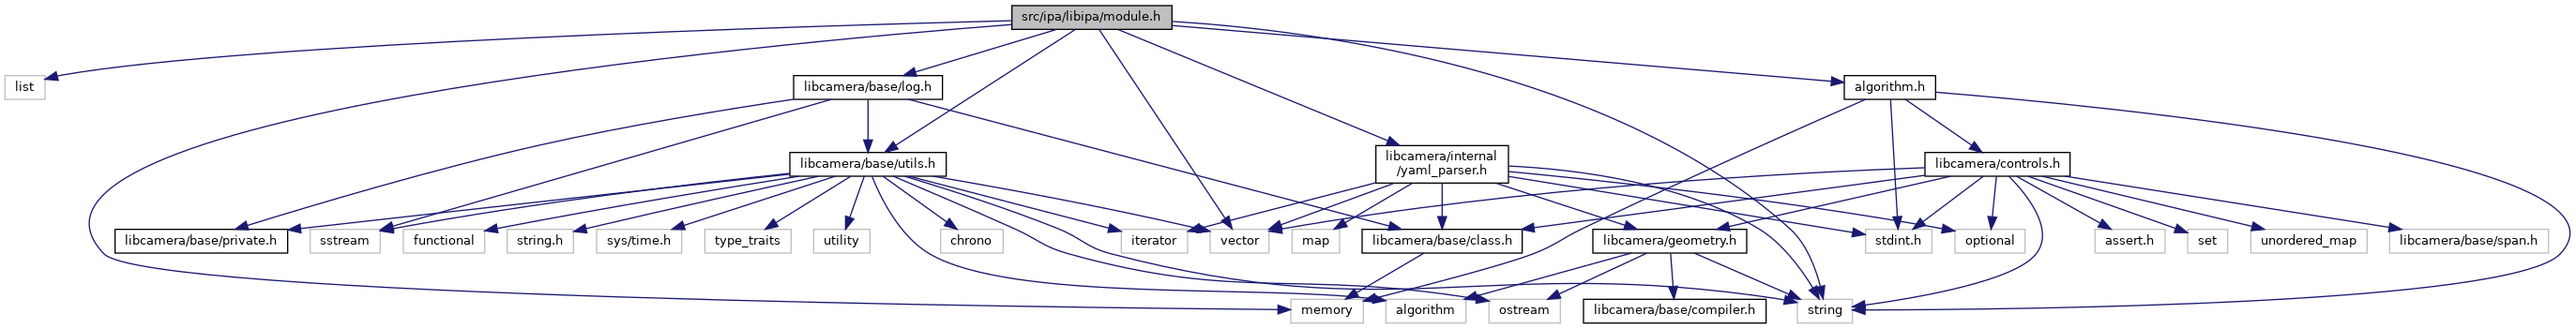 src/ipa/libipa/module.h
list
libcamera/base/log.h
algorithm.h
libcamera/base/utils.h
libcamera/internal
/yaml_parser.h
libcamera/controls.h
libcamera/base/private.h
sstream
functional
string.h
sys/time.h
type_traits
utility
chrono
iterator
vector
map
libcamera/base/class.h
libcamera/geometry.h
stdint.h
optional
assert.h
set
unordered_map
libcamera/base/span.h
memory
algorithm
ostream
libcamera/base/compiler.h
string